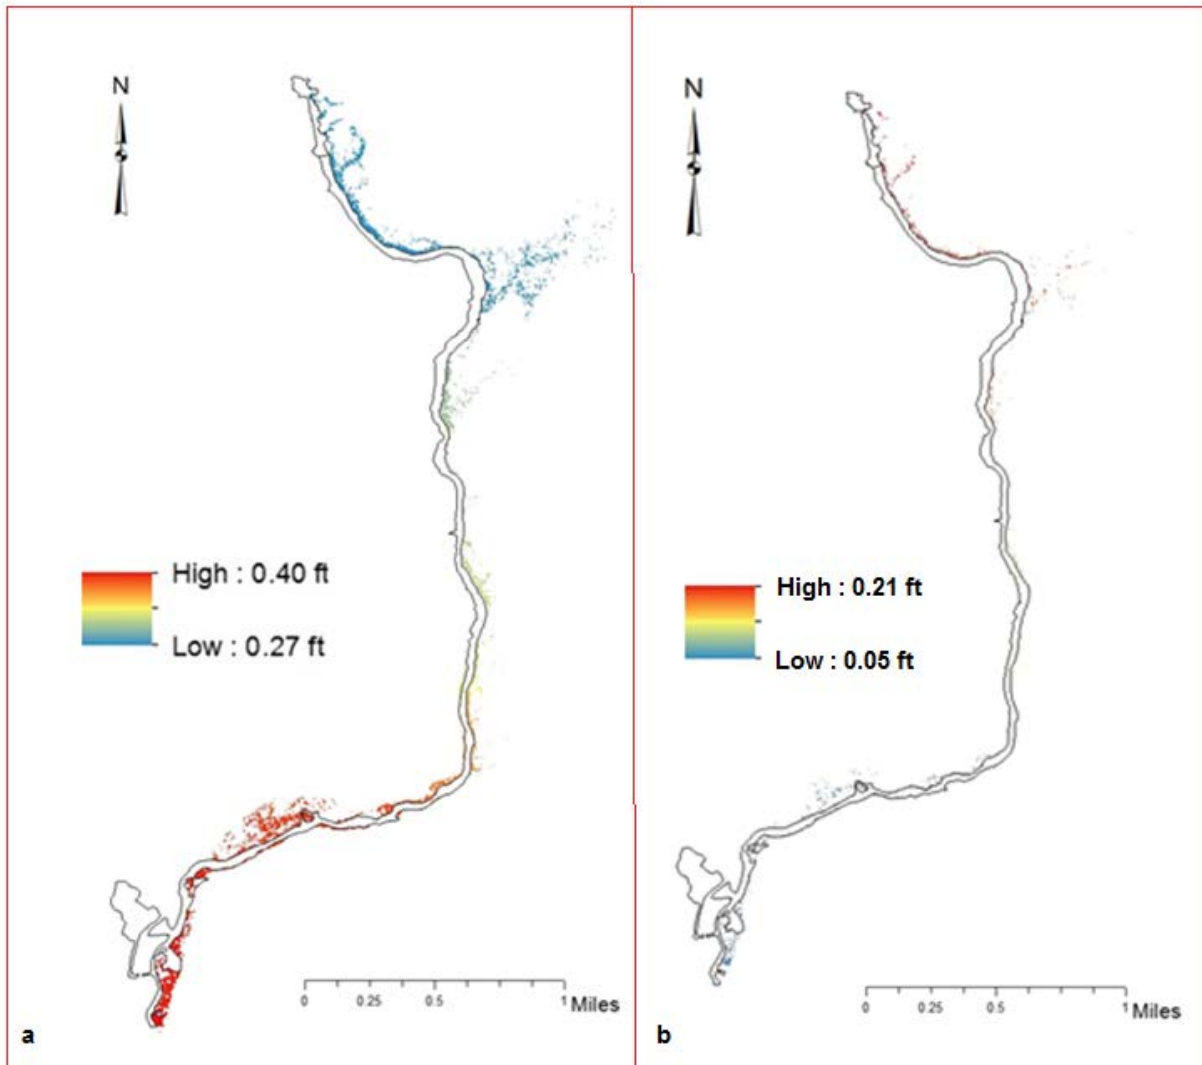 N
High : 0.40 ft
Low : 0.27 ft
0 0.25 0.5 1 Miles
a
N
High : 0.21 ft
Low : 0.05 ft
0 0.25 0.5 1 Miles
b